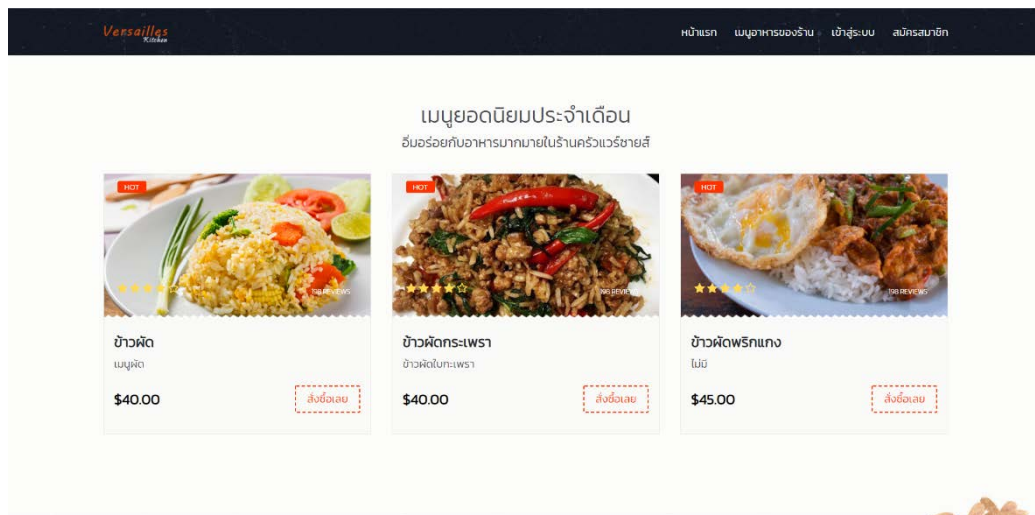 Versailles
Kitchen
หน้าแรก เมนูอาหารของร้าน เข้าสู่ระบบ สมัครสมาชิก
เมนูยอดนิยมประจำเดือน
อิ่มอร่อยกับอาหารมากมายในร้านครัวแวร์ซายส์
HOT HOT HOT
198 REVIEWS 198 REVIEWS 198 REVIEWS
ข้าวผัด ข้าวผัดกระเพรา ข้าวผัดพริกแกง
เมนูผัด ข้าวผัดใบกะเพรา ไม่มี
$40.00 สั่งซื้อเลย $40.00 สั่งซื้อเลย $45.00 สั่งซื้อเลย